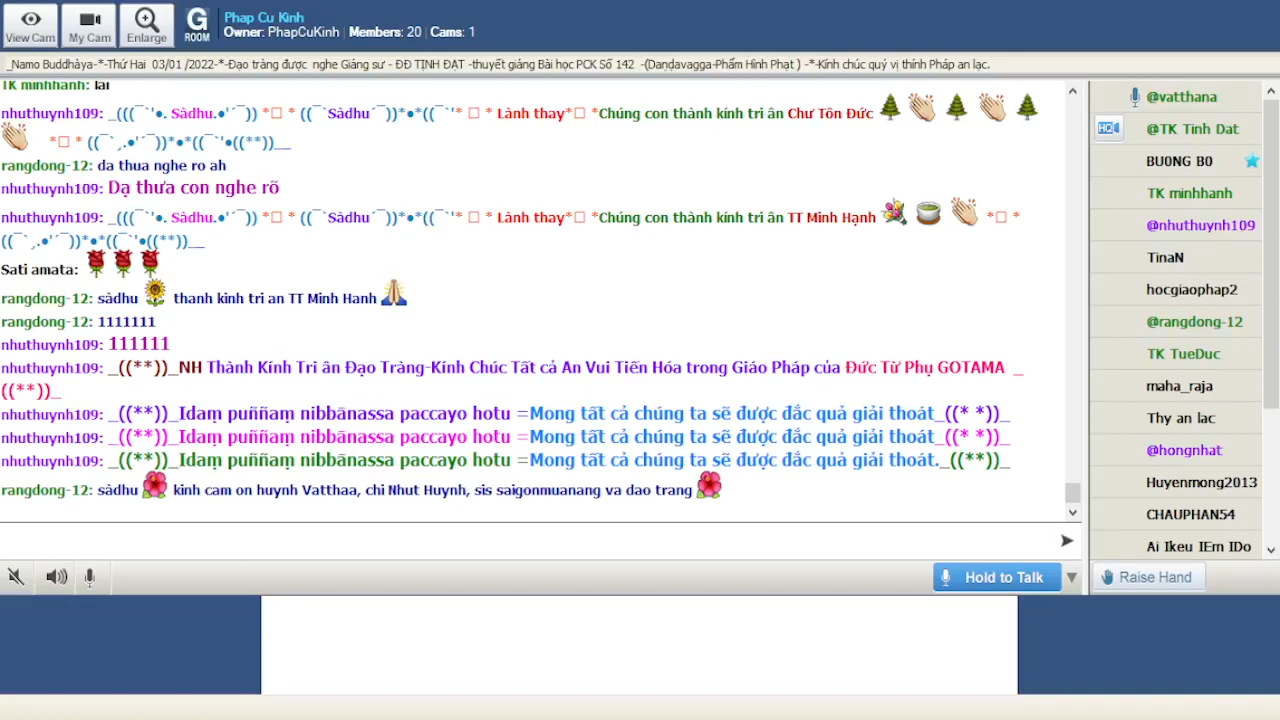 View Cam
My Cam
Enlarge
G
ROOM
Phap Cu Kinh
Owner: PhapCuKinh | Members: 20 | Cams: 1
_Namo Buddhàya-*-Thứ Hai 03/01 /2022-*-Đạo tràng được nghe Giảng sư - ĐĐ TỊNH ĐẠT -thuyết giảng Bài học PCK Số 142 -(Daṇḍavagga-Phẩm Hình Phạt ) -*-Kính chúc quý vị thính Pháp an lạc.
TK minhhanh: lai
nhuthuynh109: _(((¯`'•. Sàdhu.•'´¯)) *□ * ((¯`Sàdhu´¯))*•*((¯`'* □ * Lành thay*□ *Chúng con thành kính tri ân Chư Tôn Đức 🌲 👏 🌲 👏 🌲
👏 *□ * ((¯`¸.•'´¯))*•*((¯`'•((**))__
rangdong-12: da thua nghe ro ah
nhuthuynh109: Dạ thưa con nghe rõ
nhuthuynh109: _(((¯`'•. Sàdhu.•'´¯)) *□ * ((¯`Sàdhu´¯))*•*((¯`'* □ * Lành thay*□ *Chúng con thành kính tri ân TT Minh Hạnh 💐 🍵 👏 *□ *
((¯`¸.•'´¯))*•*((¯`'•((**))__
Sati amata: 🌹 🌹 🌹
rangdong-12: sàdhu 🌻 thanh kinh tri an TT Minh Hanh 🙏
rangdong-12: 1111111
nhuthuynh109: 111111
nhuthuynh109: _((**))_NH Thành Kính Tri ân Đạo Tràng-Kính Chúc Tất cả An Vui Tiến Hóa trong Giáo Pháp của Đức Từ Phụ GOTAMA _
((**))_
nhuthuynh109: _((**))_Idaṃ puññaṃ nibbānassa paccayo hotu =Mong tất cả chúng ta sẽ được đắc quả giải thoát_((* *))_
nhuthuynh109: _((**))_Idaṃ puññaṃ nibbānassa paccayo hotu =Mong tất cả chúng ta sẽ được đắc quả giải thoát_((* *))_
nhuthuynh109: _((**))_Idaṃ puññaṃ nibbānassa paccayo hotu =Mong tất cả chúng ta sẽ được đắc quả giải thoát._((**))_
rangdong-12: sàdhu 🌺 kinh cam on huynh Vatthaa, chi Nhut Huynh, sis saigonmuanang va dao trang 🌺
Hold to Talk
@vatthana
HD
@TK Tinh Dat
BU0NG B0
TK minhhanh
@nhuthuynh109
TinaN
hocgiaophap2
@rangdong-12
TK TueDuc
maha_raja
Thy an lac
@hongnhat
Huyenmong2013
CHAUPHAN54
Ai Ikeu IEm IDo
Raise Hand